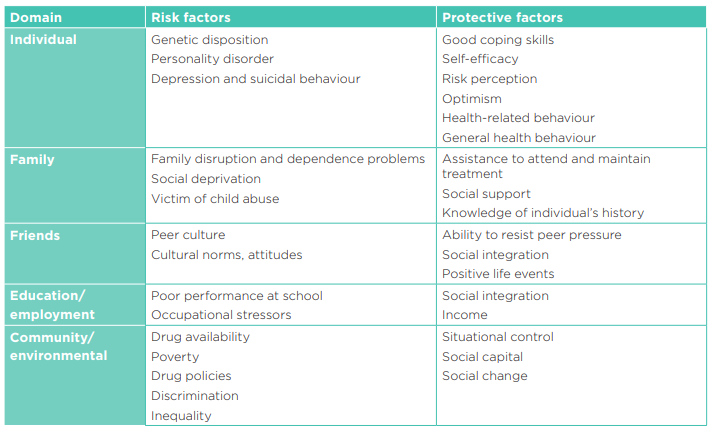 Domain Risk factors Protective factors
Individual Genetic disposition Good coping skills
Personality disorder Self-efficacy
Depression and suicidal behaviour Risk perception
Optimism
Health-related behaviour
General health behaviour
Family Family disruption and dependence problems Assistance to attend and maintain
treatment
Social deprivation
Victim of child abuse Social support
Knowledge of individual's history
Friends Peer culture Ability to resist peer pressure
Cultural norms, attitudes Social integration
Positive life events
Education/ Poor performance at school Social integration
employment Occupational stressors Income
Community/ Drug availability Situational control
environmental Poverty Social capital
Drug policies Social change
Discrimination
Inequality